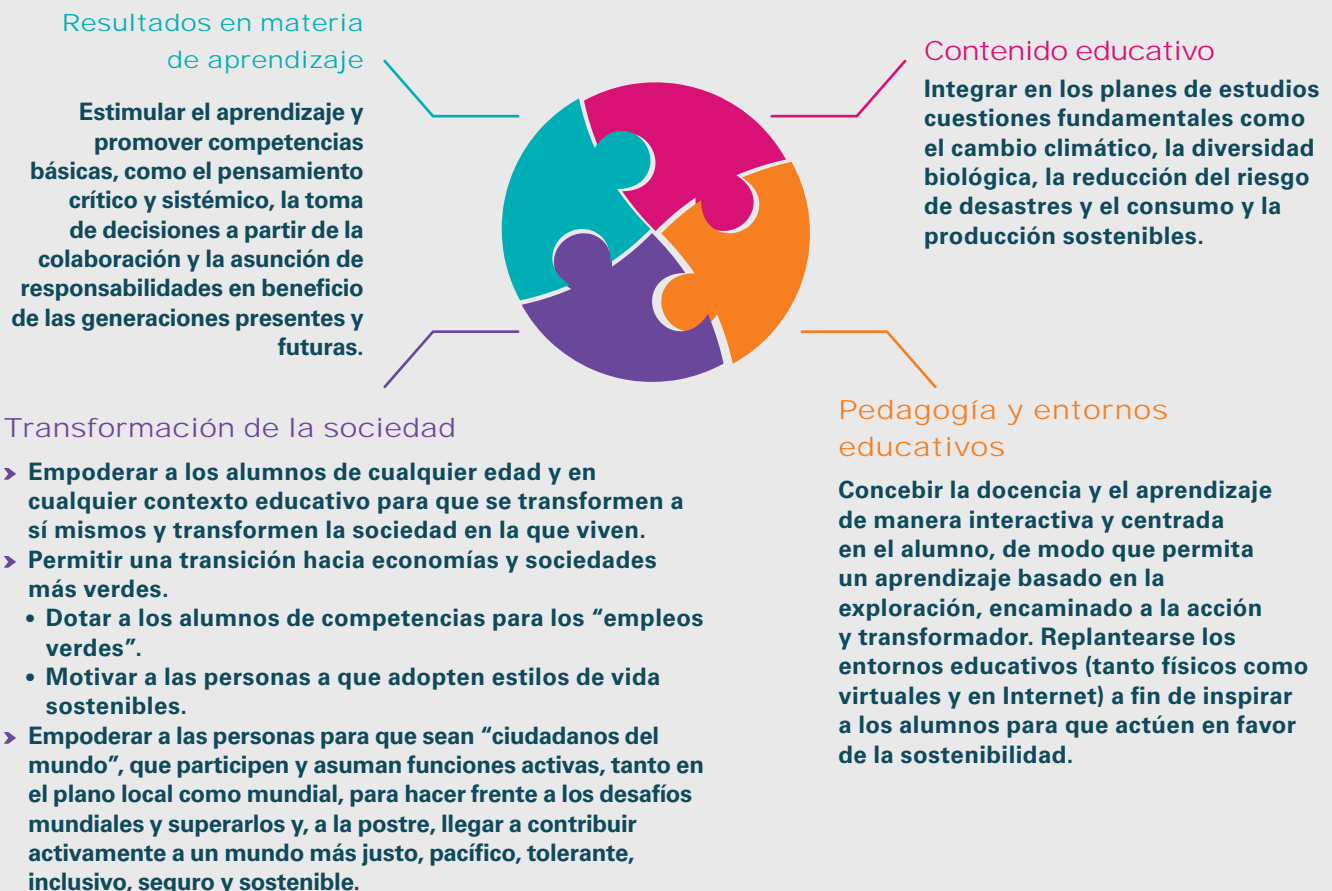 Resultados en materia
de aprendizaje
Estimular el aprendizaje y
promover competencias
básicas, como el pensamiento
crítico y sistémico, la toma
de decisiones a partir de la
colaboración y la asunción de
responsabilidades en beneficio
de las generaciones presentes y
futuras.
Contenido educativo
Integrar en los planes de estudios
cuestiones fundamentales como
el cambio climático, la diversidad
biológica, la reducción del riesgo
de desastres y el consumo y la
producción sostenibles.
Transformación de la sociedad
> Empoderar a los alumnos de cualquier edad y en
cualquier contexto educativo para que se transformen a
sí mismos y transformen la sociedad en la que viven.
> Permitir una transición hacia economías y sociedades
más verdes.
• Dotar a los alumnos de competencias para los “empleos
verdes”.
• Motivar a las personas a que adopten estilos de vida
sostenibles.
> Empoderar a las personas para que sean “ciudadanos del
mundo”, que participen y asuman funciones activas, tanto en
el plano local como mundial, para hacer frente a los desafíos
mundiales y superarlos y, a la postre, llegar a contribuir
activamente a un mundo más justo, pacífico, tolerante,
inclusivo, seguro y sostenible.
Pedagogía y entornos
educativos
Concebir la docencia y el aprendizaje
de manera interactiva y centrada
en el alumno, de modo que permita
un aprendizaje basado en la
exploración, encaminado a la acción
y transformador. Replantearse los
entornos educativos (tanto físicos como
virtuales y en Internet) a fin de inspirar
a los alumnos para que actúen en favor
de la sostenibilidad.